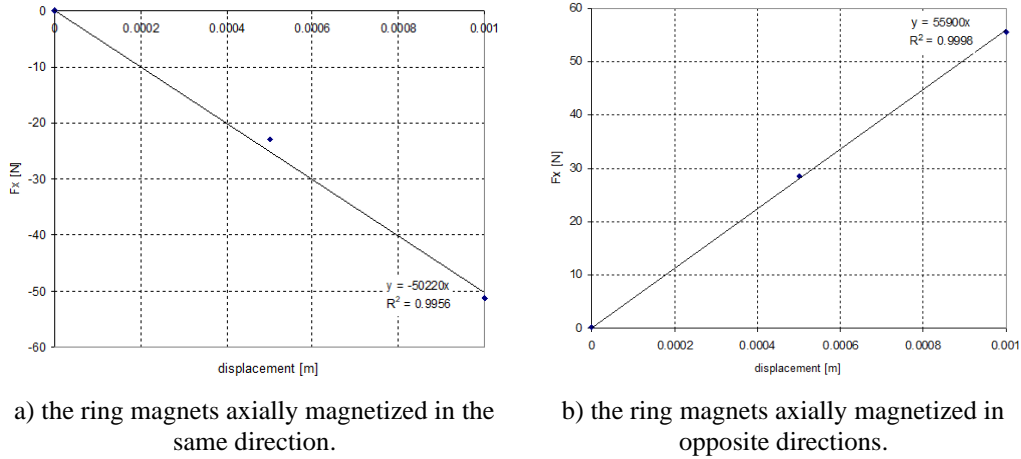 0
0.0002
0.0004
0.0006
0.0008
0.001
0
-10
-20
-30
-40
-50
-60
Fx [N]
y = -50220x
R² = 0.9956
displacement [m]
a) the ring magnets axially magnetized in the
same direction.
60
50
40
30
20
10
0
Fx [N]
y = 55900x
R² = 0.9998
0
0.0002
0.0004
0.0006
0.0008
0.001
displacement [m]
b) the ring magnets axially magnetized in
opposite directions.